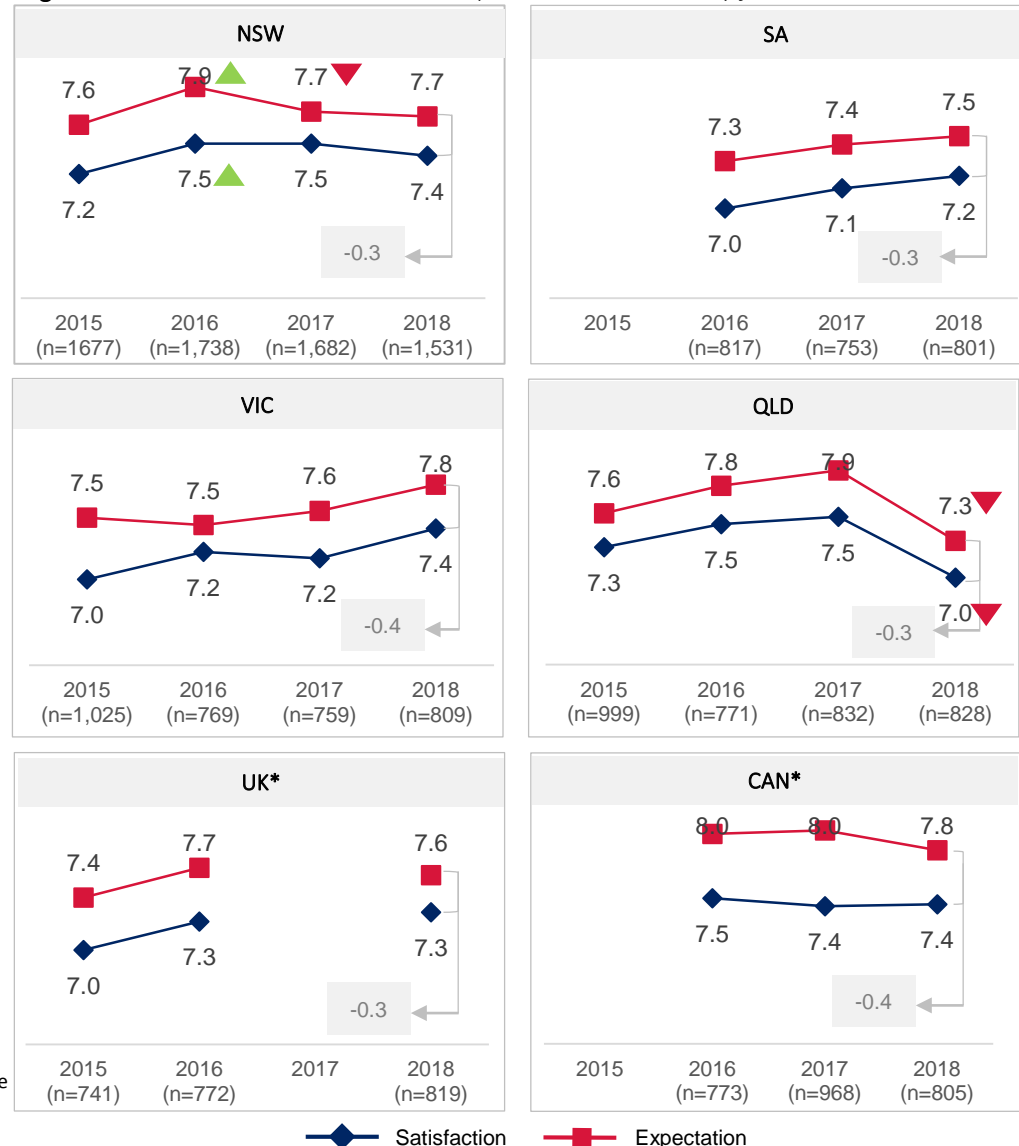 NSW
7.6
7.9
7.7
7.7
7.2
7.5
7.5
7.4
-0.3
2015 2016 2017 2018
(n=1677) (n=1,738) (n=1,682) (n=1,531)
SA
7.3
7.4
7.5
7.0
7.1
7.2
-0.3
2015 2016 2017 2018
(n=817) (n=753) (n=801)
VIC
7.5
7.5
7.6
7.8
7.0
7.2
7.2
7.4
-0.4
2015 2016 2017 2018
(n=1,025) (n=769) (n=759) (n=809)
QLD
7.6
7.8
7.9
7.3
7.3
7.5
7.5
7.0
-0.3
2015 2016 2017 2018
(n=999) (n=771) (n=832) (n=828)
UK*
7.4
7.7
7.6
7.0
7.3
7.3
-0.3
2015 2016 2017 2018
(n=741) (n=772) (n=819)
CAN*
8.0
8.0
7.8
7.5
7.4
7.4
-0.4
2015 2016 2017 2018
(n=773) (n=968) (n=805)
Satisfaction Expectation